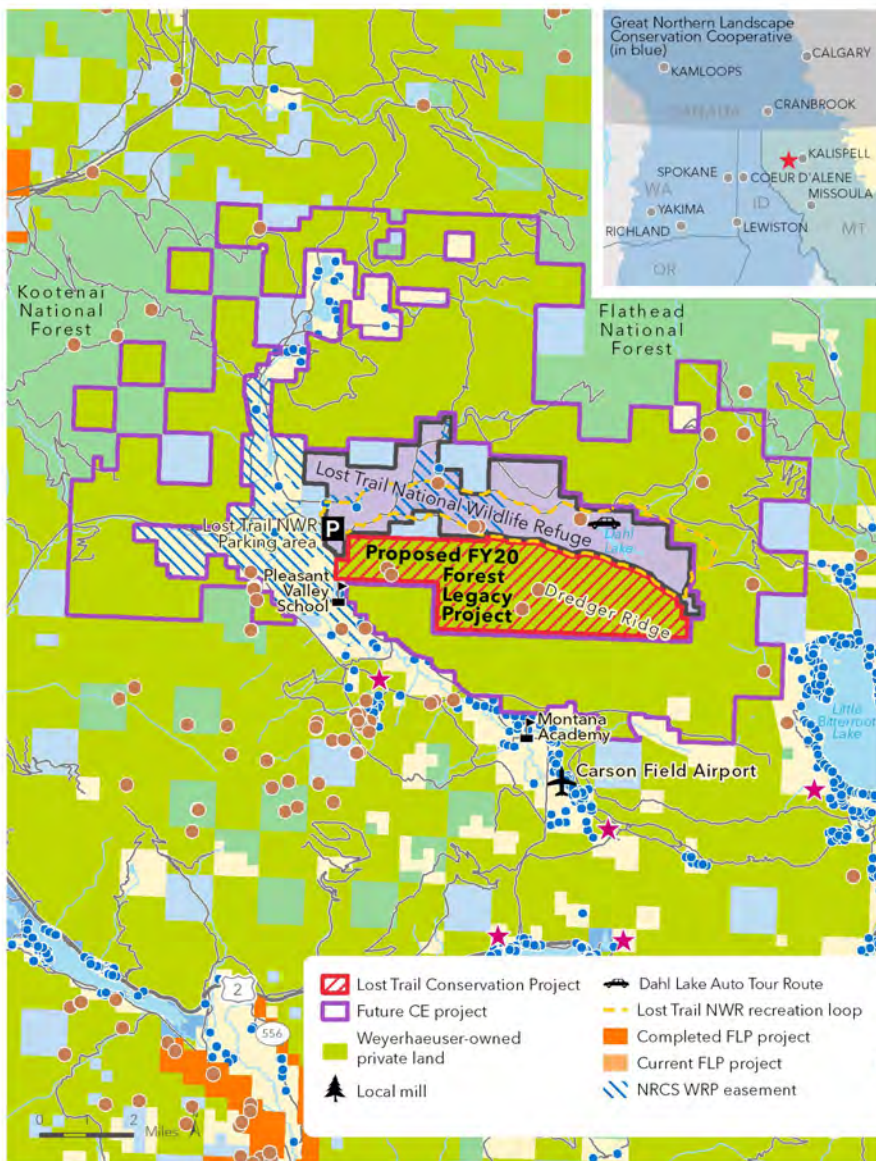 Great Northern Landscape
Conservation Cooperative
(in blue)
CALGARY
KAMLOOPS
CANADA
CRANBROOK
KALISPELL
SPOKANE
COEUR D'ALENE
WA
ID
MISSOULA
YAKIMA
MT
RICHLAND
LEWISTON
OR
Kootenai
National
Forest
Flathead
National
Forest
Lost Trail National Wildlife Refuge
Lost Trail NWR
Parking area
P
Dahl
Lake
Proposed FY20
Forest
Legacy
Project
Dredger Ridge
Pleasant
Valley
School
Montana
Academy
Little
Bitterroot
Lake
Carson Field Airport
2
556
Lost Trail Conservation Project
Future CE project
Weyerhaeuser-owned
private land
Local mill
Dahl Lake Auto Tour Route
Lost Trail NWR recreation loop
Completed FLP project
Current FLP project
NRCS WRP easement
0 1 2
Miles